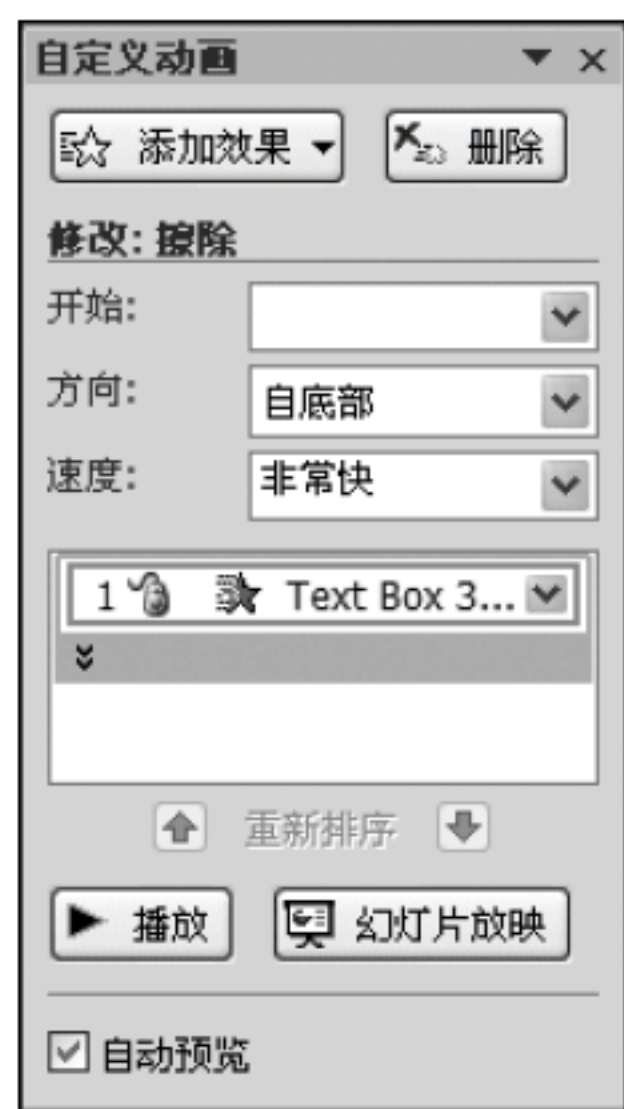 自定义动画
添加效果 删除
修改: 擦除
开始:
方向: 自底部
速度: 非常快
1 Text Box 3...
重新排序
播放 幻灯片放映
自动预览